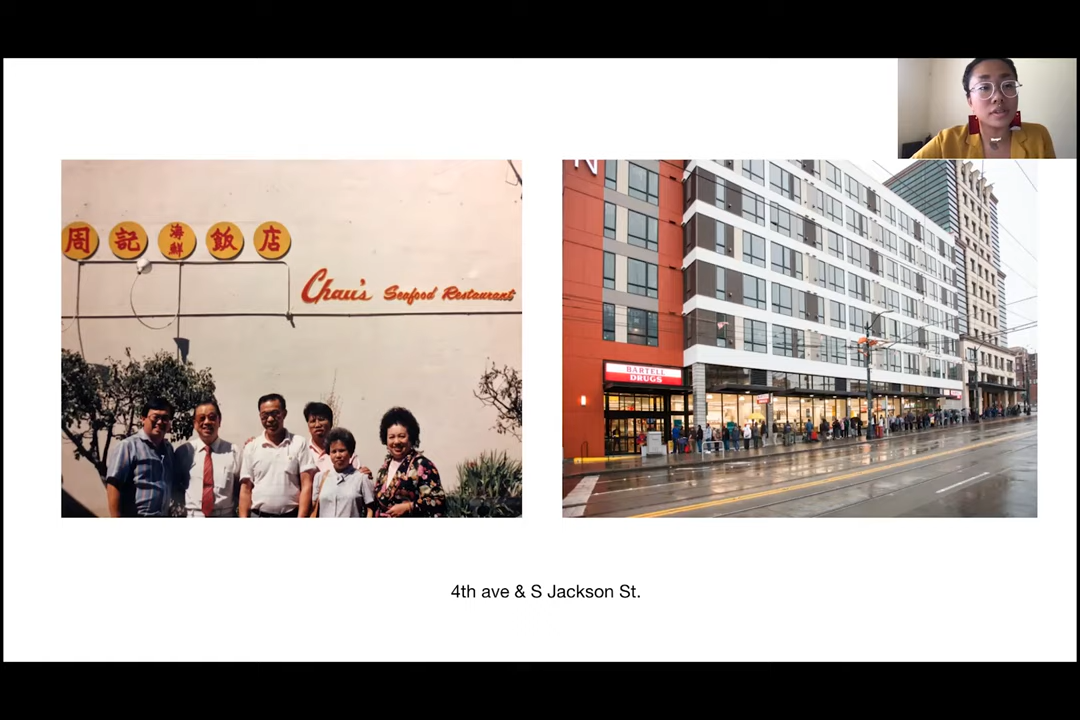 周記海鮮飯店
Chau's Seafood Restaurant
N
BARTELL
DRUGS
4th ave & S Jackson St.